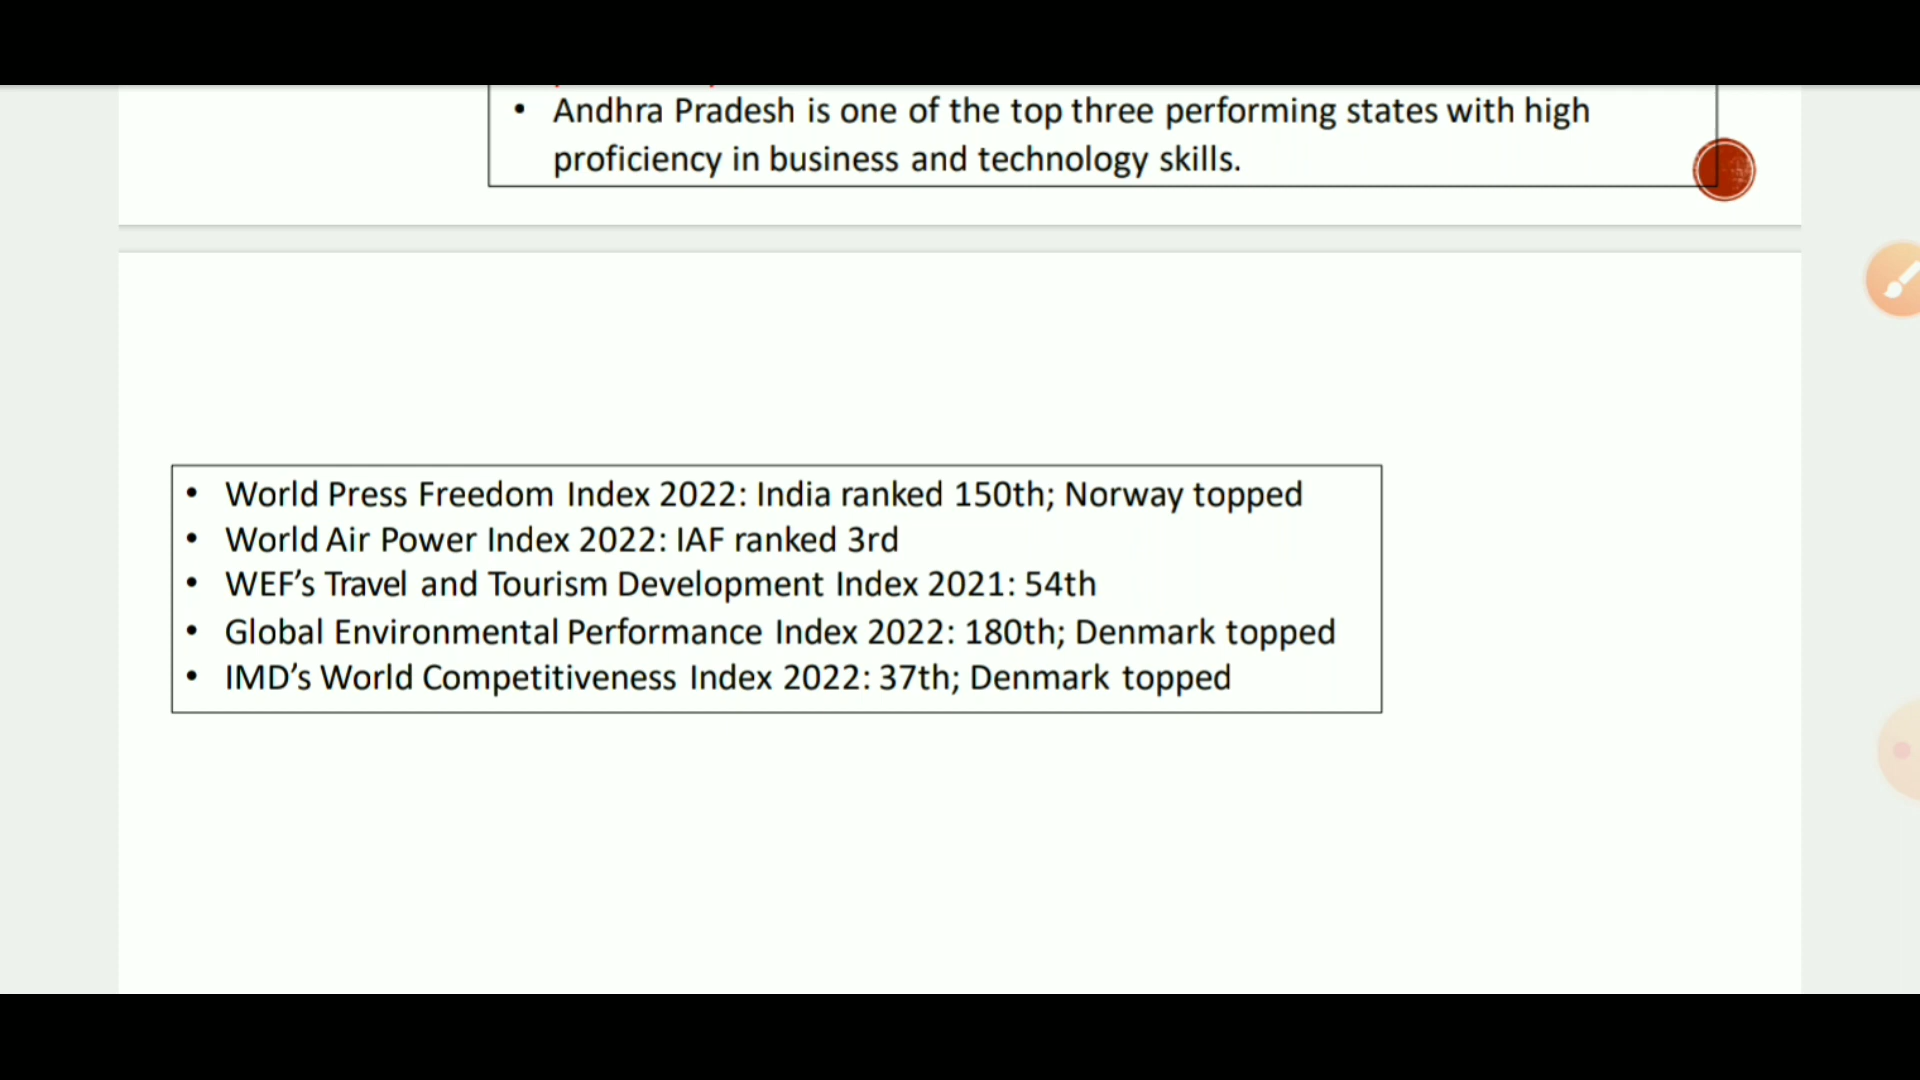 • Andhra Pradesh is one of the top three performing states with high
proficiency in business and technology skills.
• World Press Freedom Index 2022: India ranked 150th; Norway topped
• World Air Power Index 2022: IAF ranked 3rd
• WEF’s Travel and Tourism Development Index 2021: 54th
• Global Environmental Performance Index 2022: 180th; Denmark topped
• IMD’s World Competitiveness Index 2022: 37th; Denmark topped